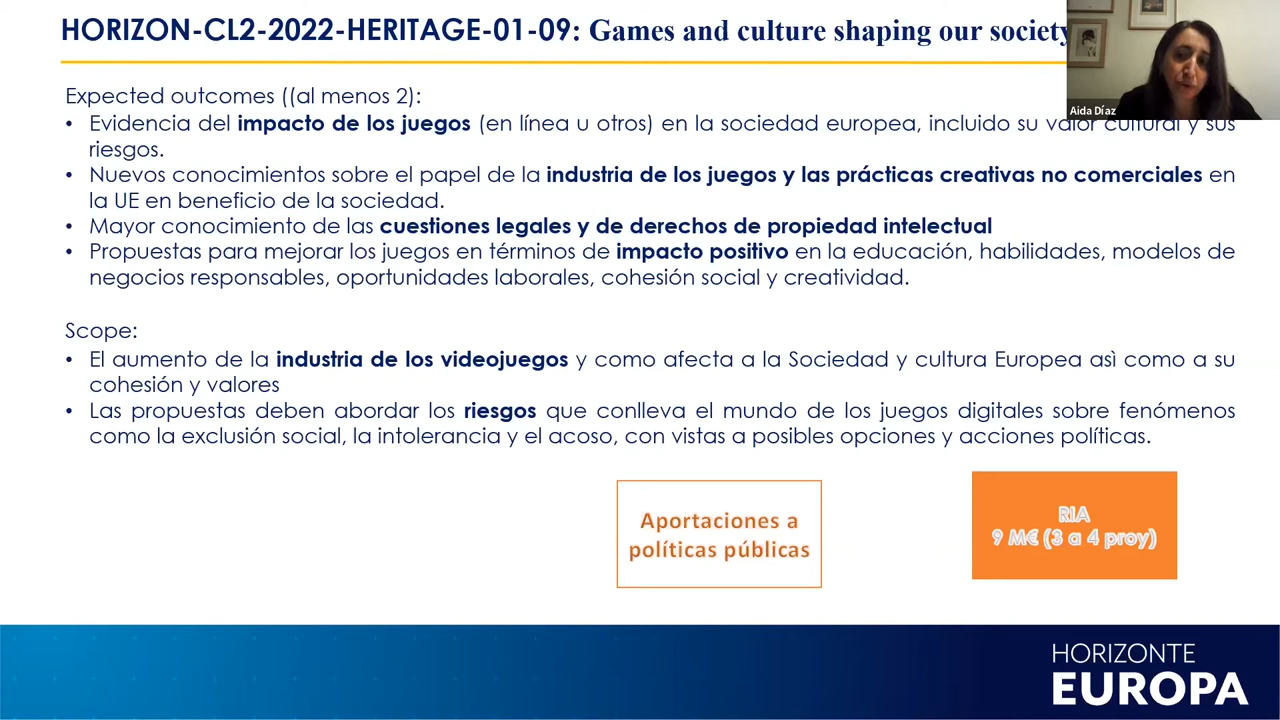 HORIZON-CL2-2022-HERITAGE-01-09: Games and culture shaping our society
Aida Díaz
Expected outcomes ((al menos 2):
• Evidencia del impacto de los juegos (en línea u otros) en la sociedad europea, incluido su valor cultural y sus
riesgos.
• Nuevos conocimientos sobre el papel de la industria de los juegos y las prácticas creativas no comerciales en
la UE en beneficio de la sociedad.
• Mayor conocimiento de las cuestiones legales y de derechos de propiedad intelectual
• Propuestas para mejorar los juegos en términos de impacto positivo en la educación, habilidades, modelos de
negocios responsables, oportunidades laborales, cohesión social y creatividad.
Scope:
• El aumento de la industria de los videojuegos y como afecta a la Sociedad y cultura Europea asì como a su
cohesión y valores
• Las propuestas deben abordar los riesgos que conlleva el mundo de los juegos digitales sobre fenómenos
como la exclusión social, la intolerancia y el acoso, con vistas a posibles opciones y acciones políticas.
Aportaciones a
políticas públicas
RIA
9 M€ (3 a 4 proy)
HORIZONTE
EUROPA